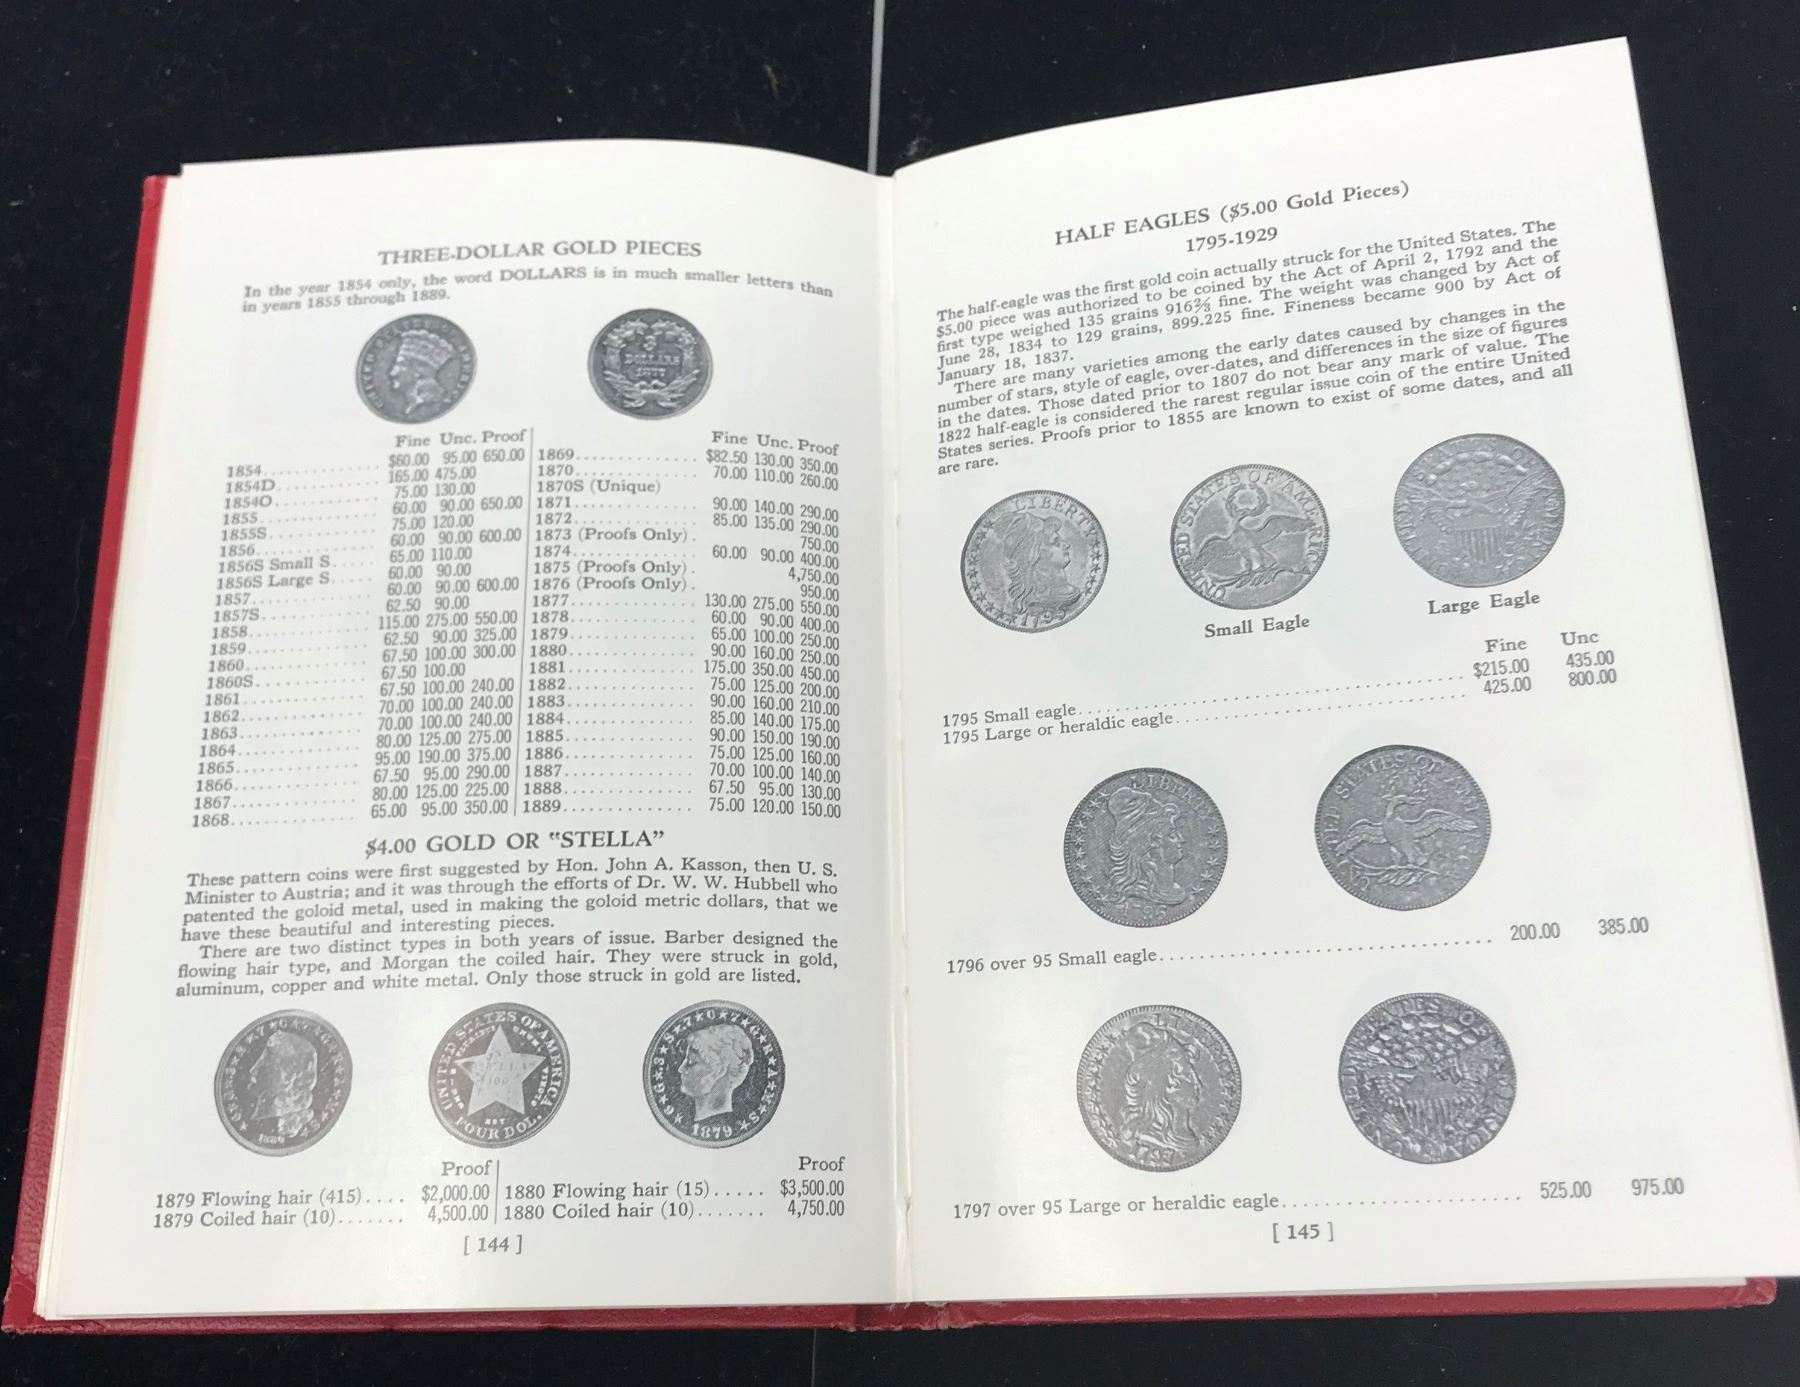 THREE-DOLLAR GOLD PIECES
In the year 1854 only, the word DOLLARS is in much smaller letters than
in years 1855 through 1889.
3
DOLLARS
1877
Fine Unc. Proof
1854............. $60.00 95.00 650.00
1854D............. 165.00 475.00
1854O............. 75.00 130.00
1855............. 60.00 90.00 650.00
1855S............. 75.00 120.00
1856............. 60.00 90.00 600.00
1856S Small S..... 65.00 110.00
1856S Large S..... 60.00 90.00
1857............. 60.00 90.00 600.00
1857S............. 62.50 90.00
1858............. 115.00 275.00 550.00
1859............. 62.50 90.00 325.00
1860............. 67.50 100.00 300.00
1860S............. 67.50 100.00
1861............. 67.50 100.00 240.00
1862............. 70.00 100.00 240.00
1863............. 70.00 100.00 240.00
1864............. 80.00 125.00 275.00
1865............. 95.00 190.00 375.00
1866............. 67.50 95.00 290.00
1867............. 80.00 125.00 225.00
1868............. 65.00 95.00 350.00
Fine Unc. Proof
1869............. $82.50 130.00 350.00
1870............. 70.00 110.00 260.00
1870S (Unique)
1871............. 90.00 140.00 290.00
1872............. 85.00 135.00 290.00
1873 (Proofs Only). 750.00
1874............. 60.00 90.00 400.00
1875 (Proofs Only). 4,750.00
1876 (Proofs Only). 950.00
1877............. 130.00 275.00 550.00
1878............. 60.00 90.00 400.00
1879............. 65.00 100.00 250.00
1880............. 90.00 160.00 250.00
1881............. 175.00 350.00 450.00
1882............. 75.00 125.00 200.00
1883............. 90.00 160.00 210.00
1884............. 85.00 140.00 175.00
1885............. 90.00 150.00 190.00
1886............. 75.00 125.00 160.00
1887............. 70.00 100.00 140.00
1888............. 67.50 95.00 130.00
1889............. 75.00 120.00 150.00
$4.00 GOLD OR "STELLA"
These pattern coins were first suggested by Hon. John A. Kasson, then U. S.
Minister to Austria; and it was through the efforts of Dr. W. W. Hubbell who
patented the goloid metal, used in making the goloid metric dollars, that we
have these beautiful and interesting pieces.
There are two distinct types in both years of issue. Barber designed the
flowing hair type, and Morgan the coiled hair. They were struck in gold,
aluminum, copper and white metal. Only those struck in gold are listed.
1880
UNITED STATES OF AMERICA
FOUR DOL.
★6★G★.3★S★.7★C★7★G★R★A★M★S★
1879
Proof
1879 Flowing hair (415).... $2,000.00
1879 Coiled hair (10)....... 4,500.00
Proof
1880 Flowing hair (15)..... $3,500.00
1880 Coiled hair (10)....... 4,750.00
[ 144 ]
HALF EAGLES ($5.00 Gold Pieces)
1795-1929
The half-eagle was the first gold coin actually struck for the United States. The
$5.00 piece was authorized to be coined by the Act of April 2, 1792 and the
first type weighed 135 grains 916⅔ fine. The weight was changed by Act of
June 28, 1834 to 129 grains, 899.225 fine. Fineness became 900 by Act of
January 18, 1837.
There are many varieties among the early dates caused by changes in the
number of stars, style of eagle, over-dates, and differences in the size of figures
in the dates. Those dated prior to 1807 do not bear any mark of value. The
1822 half-eagle is considered the rarest regular issue coin of the entire United
States series. Proofs prior to 1855 are known to exist of some dates, and all
are rare.
LIBERTY
1795
UNITED STATES OF AMERICA
Small Eagle
Large Eagle
Fine Unc
1795 Small eagle............ $215.00 435.00
1795 Large or heraldic eagle............ 425.00 800.00
LIBERTY
1796 over 95 Small eagle............ 200.00 385.00
LIBERTY
1797
1797 over 95 Large or heraldic eagle............ 525.00 975.00
[ 145 ]